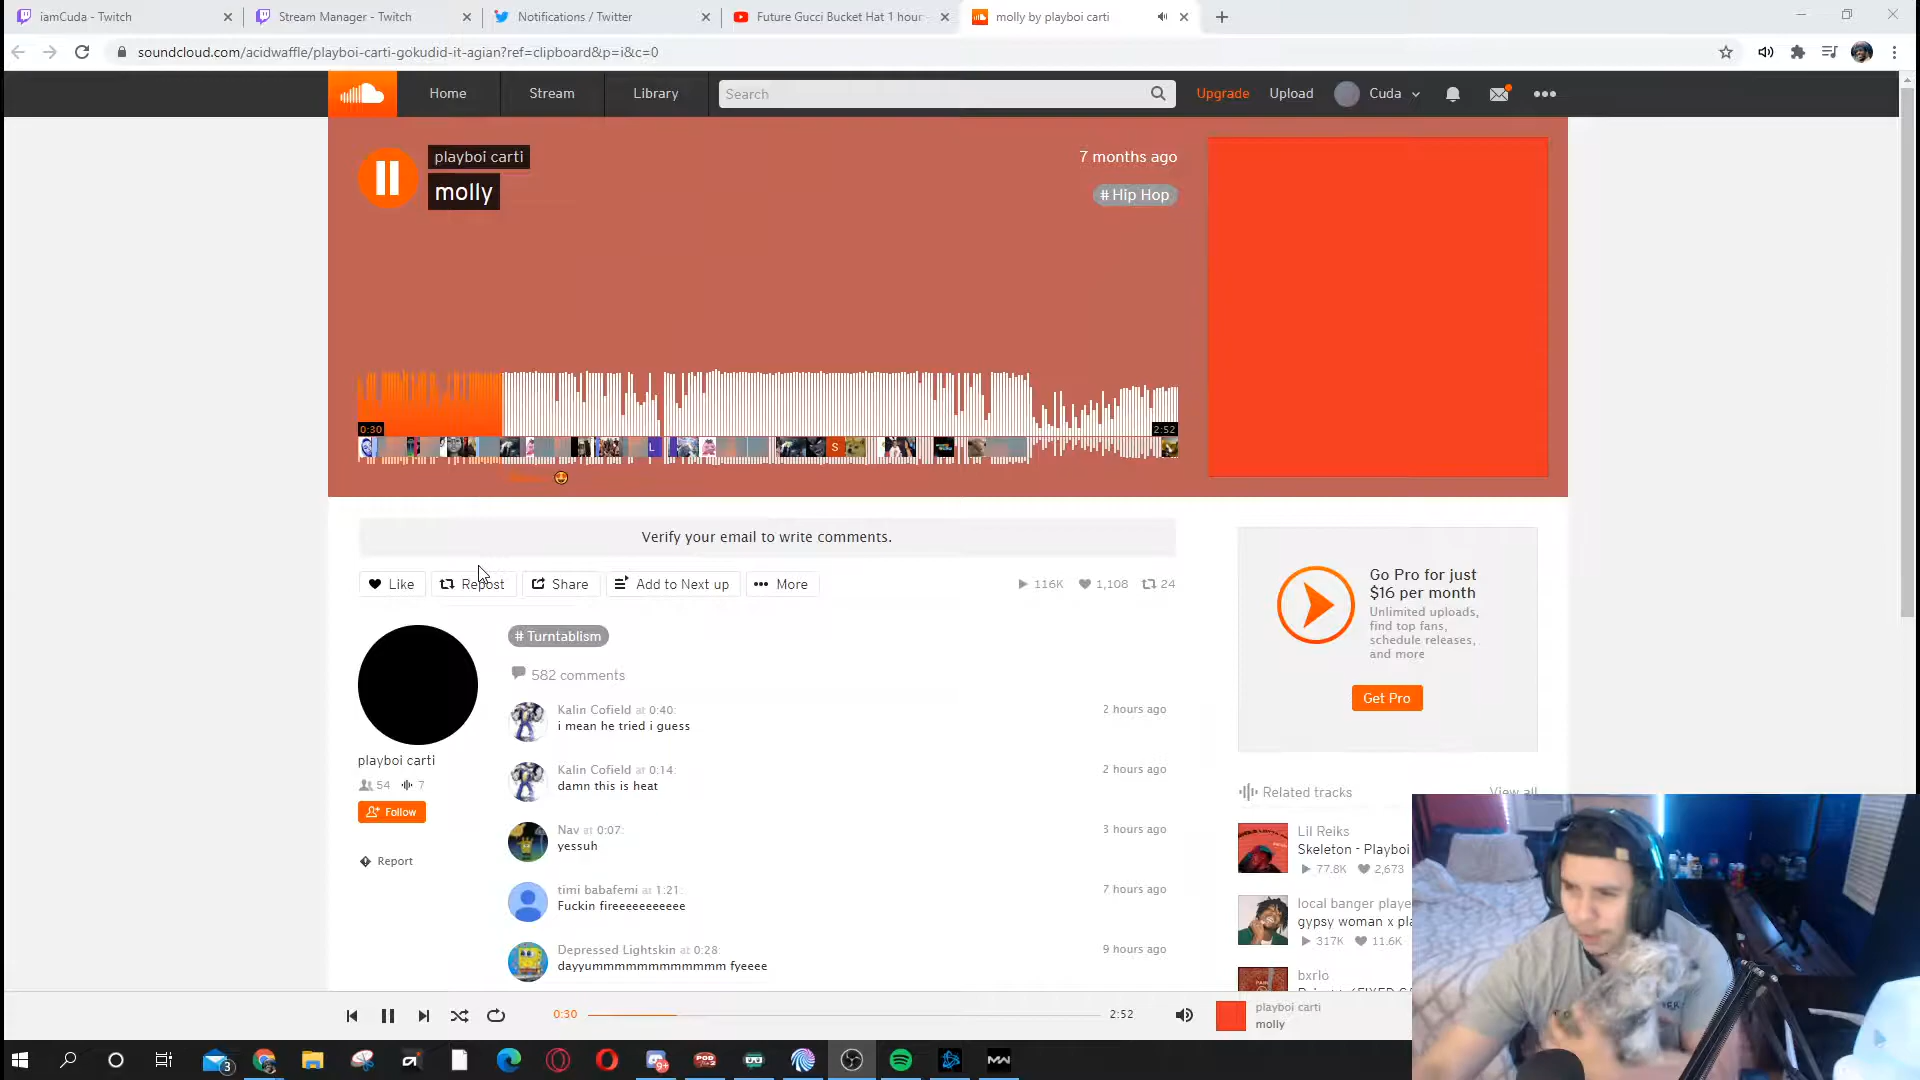 iamCuda - Twitch
Stream Manager - Twitch
Notifications / Twitter
Future Gucci Bucket Hat 1 hour
molly by playboi carti
soundcloud.com/acidwaffle/playboi-carti-gokudid-it-agian?ref=clipboard&p=i&c=0
Home
Stream
Library
Search
Upgrade
Upload
Cuda
playboi carti
molly
7 months ago
# Hip Hop
0:30
2:52
L
S
Verify your email to write comments.
Like
Repost
Share
Add to Next up
More
116K
1,108
24
Go Pro for just
$16 per month
Unlimited uploads,
find top fans,
schedule releases,
and more
Get Pro
# Turntablism
582 comments
playboi carti
54
7
Follow
Report
Kalin Cofield at 0:40:
2 hours ago
i mean he tried i guess
Kalin Cofield at 0:14:
2 hours ago
damn this is heat
Nav at 0:07:
3 hours ago
yessuh
timi babafemi at 1:21:
7 hours ago
Fuckin fireeeeeeeeeee
Depressed Lightskin at 0:28:
9 hours ago
dayyummmmmmmmmmmm fyeeee
Related tracks
View all
Lil Reiks
Skeleton - Playboi
77.8K
2,673
local banger playe
gypsy woman x pla
317K
11.6K
bxrlo
0:30
2:52
playboi carti
molly
3
9+
POD
MW